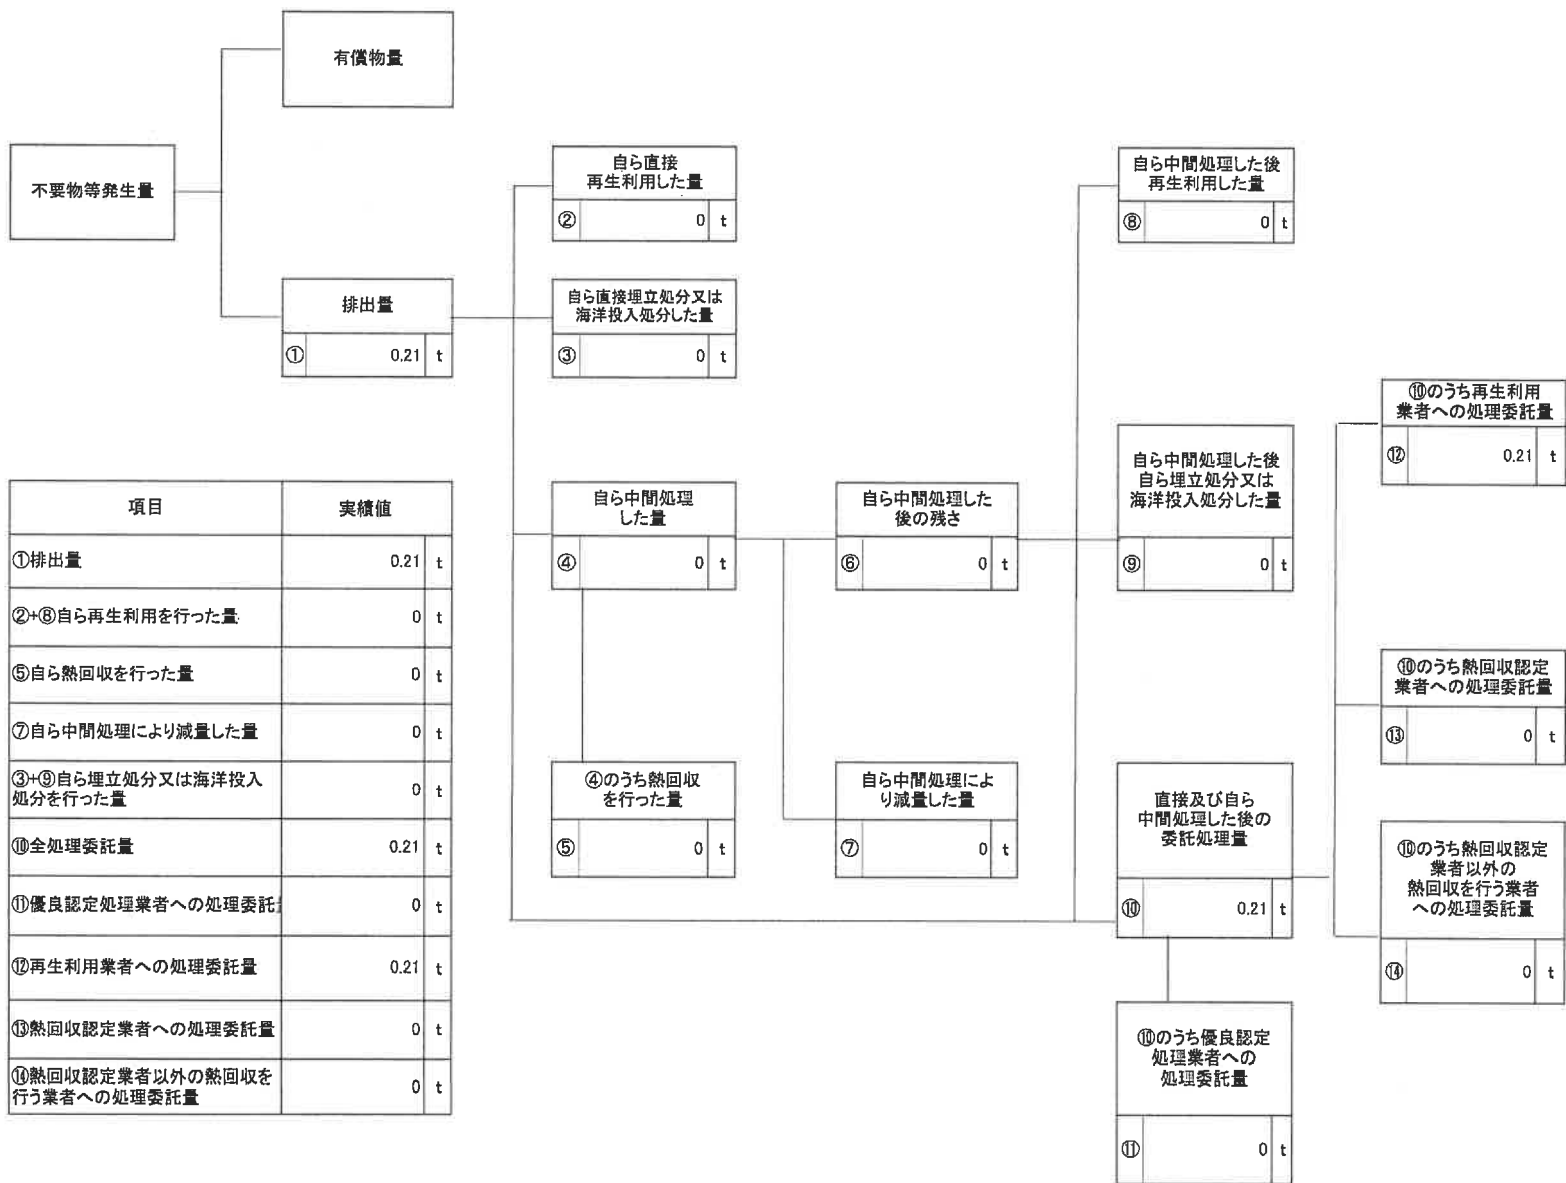 有償物量
不要物等発生量
排出量
① 0.21 t
自ら直接
再生利用した量
② 0 t
自ら直接埋立処分又は
海洋投入処分した量
③ 0 t
自ら中間処理
した量
④ 0 t
④のうち熱回収
を行った量
⑤ 0 t
自ら中間処理した
後の残さ
⑥ 0 t
自ら中間処理によ
り減量した量
⑦ 0 t
自ら中間処理した後
再生利用した量
⑧ 0 t
自ら中間処理した後
自ら埋立処分又は
海洋投入処分した量
⑨ 0 t
直接及び自ら
中間処理した後の
委託処理量
⑩ 0.21 t
⑩のうち優良認定
処理業者への
処理委託量
⑪ 0 t
⑩のうち再生利用
業者への処理委託量
⑫ 0.21 t
⑩のうち熱回収認定
業者への処理委託量
⑬ 0 t
⑩のうち熱回収認定
業者以外の
熱回収を行う業者
への処理委託量
⑭ 0 t
項目 実績値
①排出量 0.21 t
②+⑧自ら再生利用を行った量 0 t
⑤自ら熱回収を行った量 0 t
⑦自ら中間処理により減量した量 0 t
③+⑨自ら埋立処分又は海洋投入
処分を行った量 0 t
⑩全処理委託量 0.21 t
⑪優良認定処理業者への処理委託 0 t
⑫再生利用業者への処理委託量 0.21 t
⑬熱回収認定業者への処理委託量 0 t
⑭熱回収認定業者以外の熱回収を
行う業者への処理委託量 0 t